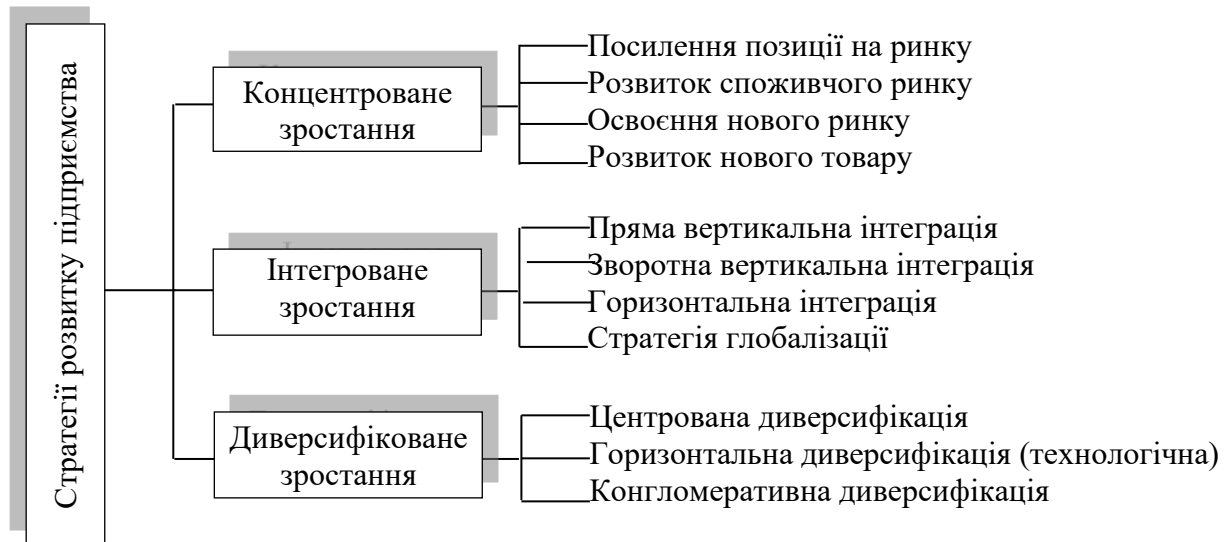 Стратегії розвитку підприємства
Концентроване
зростання
Посилення позиції на ринку
Розвиток споживчого ринку
Освоєння нового ринку
Розвиток нового товару
Інтегроване
зростання
Пряма вертикальна інтеграція
Зворотна вертикальна інтеграція
Горизонтальна інтеграція
Стратегія глобалізації
Диверсифіковане
зростання
Центрована диверсифікація
Горизонтальна диверсифікація (технологічна)
Конгломеративна диверсифікація